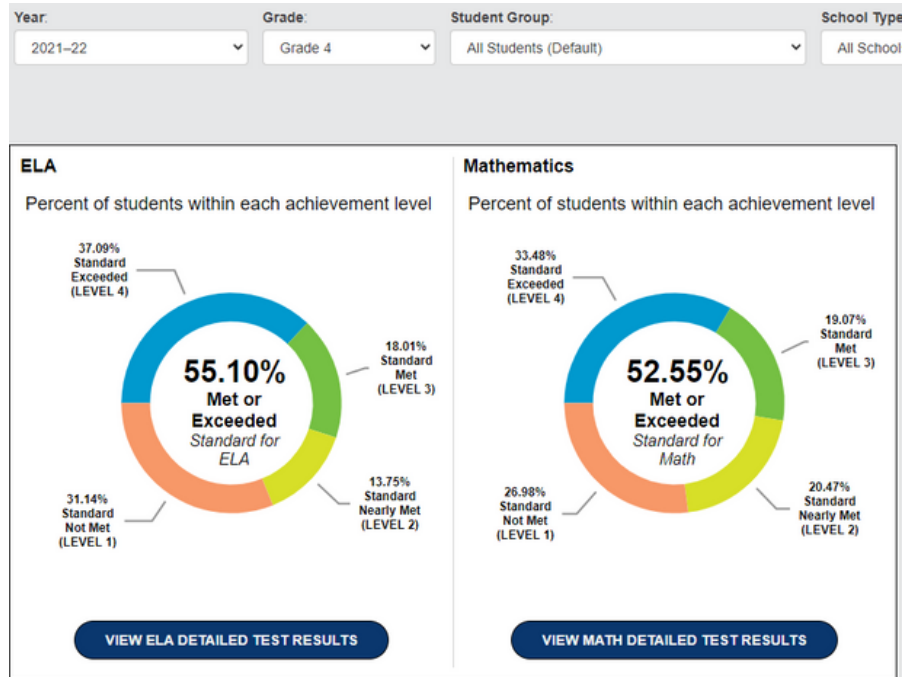 Year:
Grade:
Student Group:
School Type
2021–22
Grade 4
All Students (Default)
All School
ELA
Percent of students within each achievement level
37.09%
Standard
Exceeded
(LEVEL 4)
18.01%
Standard
Met
(LEVEL 3)
55.10%
Met or
Exceeded
Standard for
ELA
31.14%
Standard
Not Met
(LEVEL 1)
13.75%
Standard
Nearly Met
(LEVEL 2)
VIEW ELA DETAILED TEST RESULTS
Mathematics
Percent of students within each achievement level
33.48%
Standard
Exceeded
(LEVEL 4)
19.07%
Standard
Met
(LEVEL 3)
52.55%
Met or
Exceeded
Standard for
Math
26.98%
Standard
Not Met
(LEVEL 1)
20.47%
Standard
Nearly Met
(LEVEL 2)
VIEW MATH DETAILED TEST RESULTS